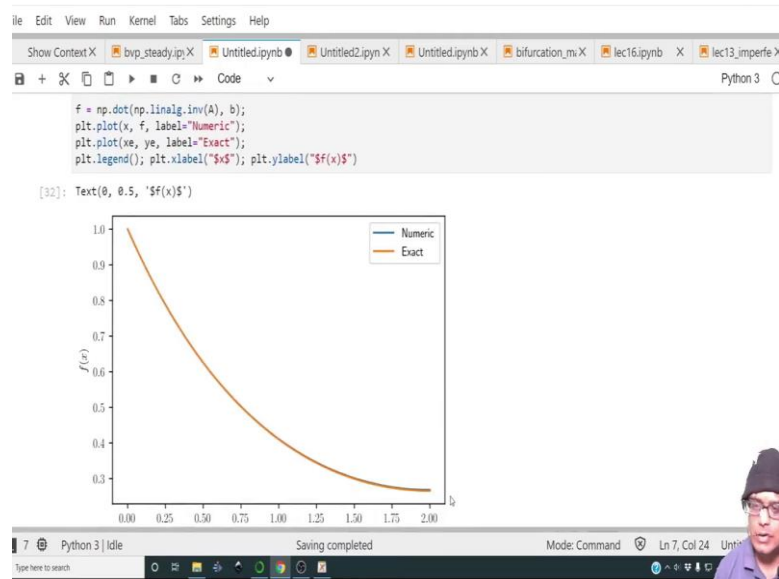 ile Edit View Run Kernel Tabs Settings Help
Show Context X bvp_steady.ipy X Untitled.ipynb ● Untitled2.ipyn X Untitled.ipynb X bifurcation_m X lec16.ipynb X lec13_imperfe X
Code Python 3
f = np.dot(np.linalg.inv(A), b);
plt.plot(x, f, label="Numeric");
plt.plot(xe, ye, label="Exact");
plt.legend(); plt.xlabel("$x$"); plt.ylabel("$f(x)$")
[32]: Text(0, 0.5, '$f(x)$')
Numeric
Exact
1.0
0.9
0.8
0.7
0.6
0.5
0.4
0.3
f(x)
0.00 0.25 0.50 0.75 1.00 1.25 1.50 1.75 2.00
7 Python 3 | Idle Saving completed Mode: Command Ln 7, Col 24
Type here to search